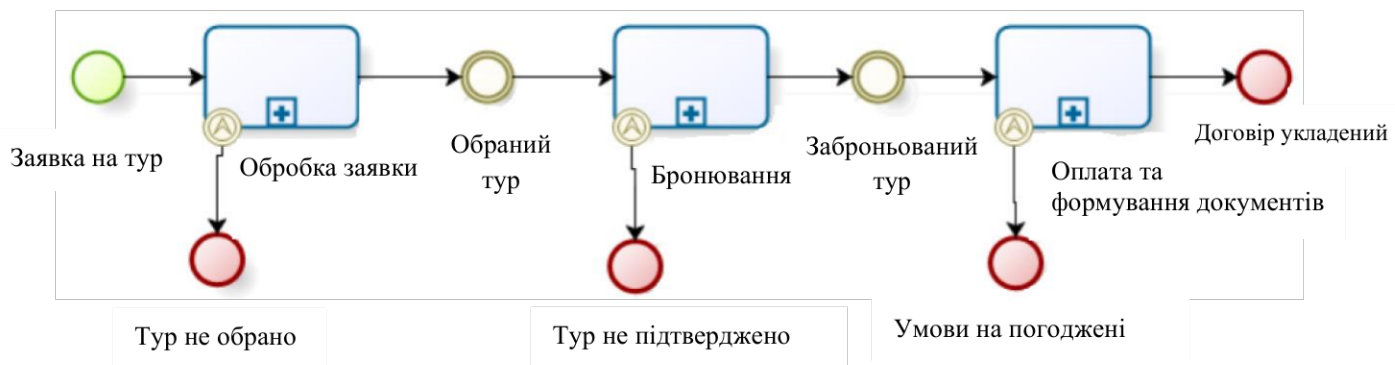 Заявка на тур
Обробка заявки
Обраний
тур
Бронювання
Заброньований
тур
Оплата та
формування документів
Договір укладений
Тур не обрано
Тур не підтверджено
Умови на погоджені